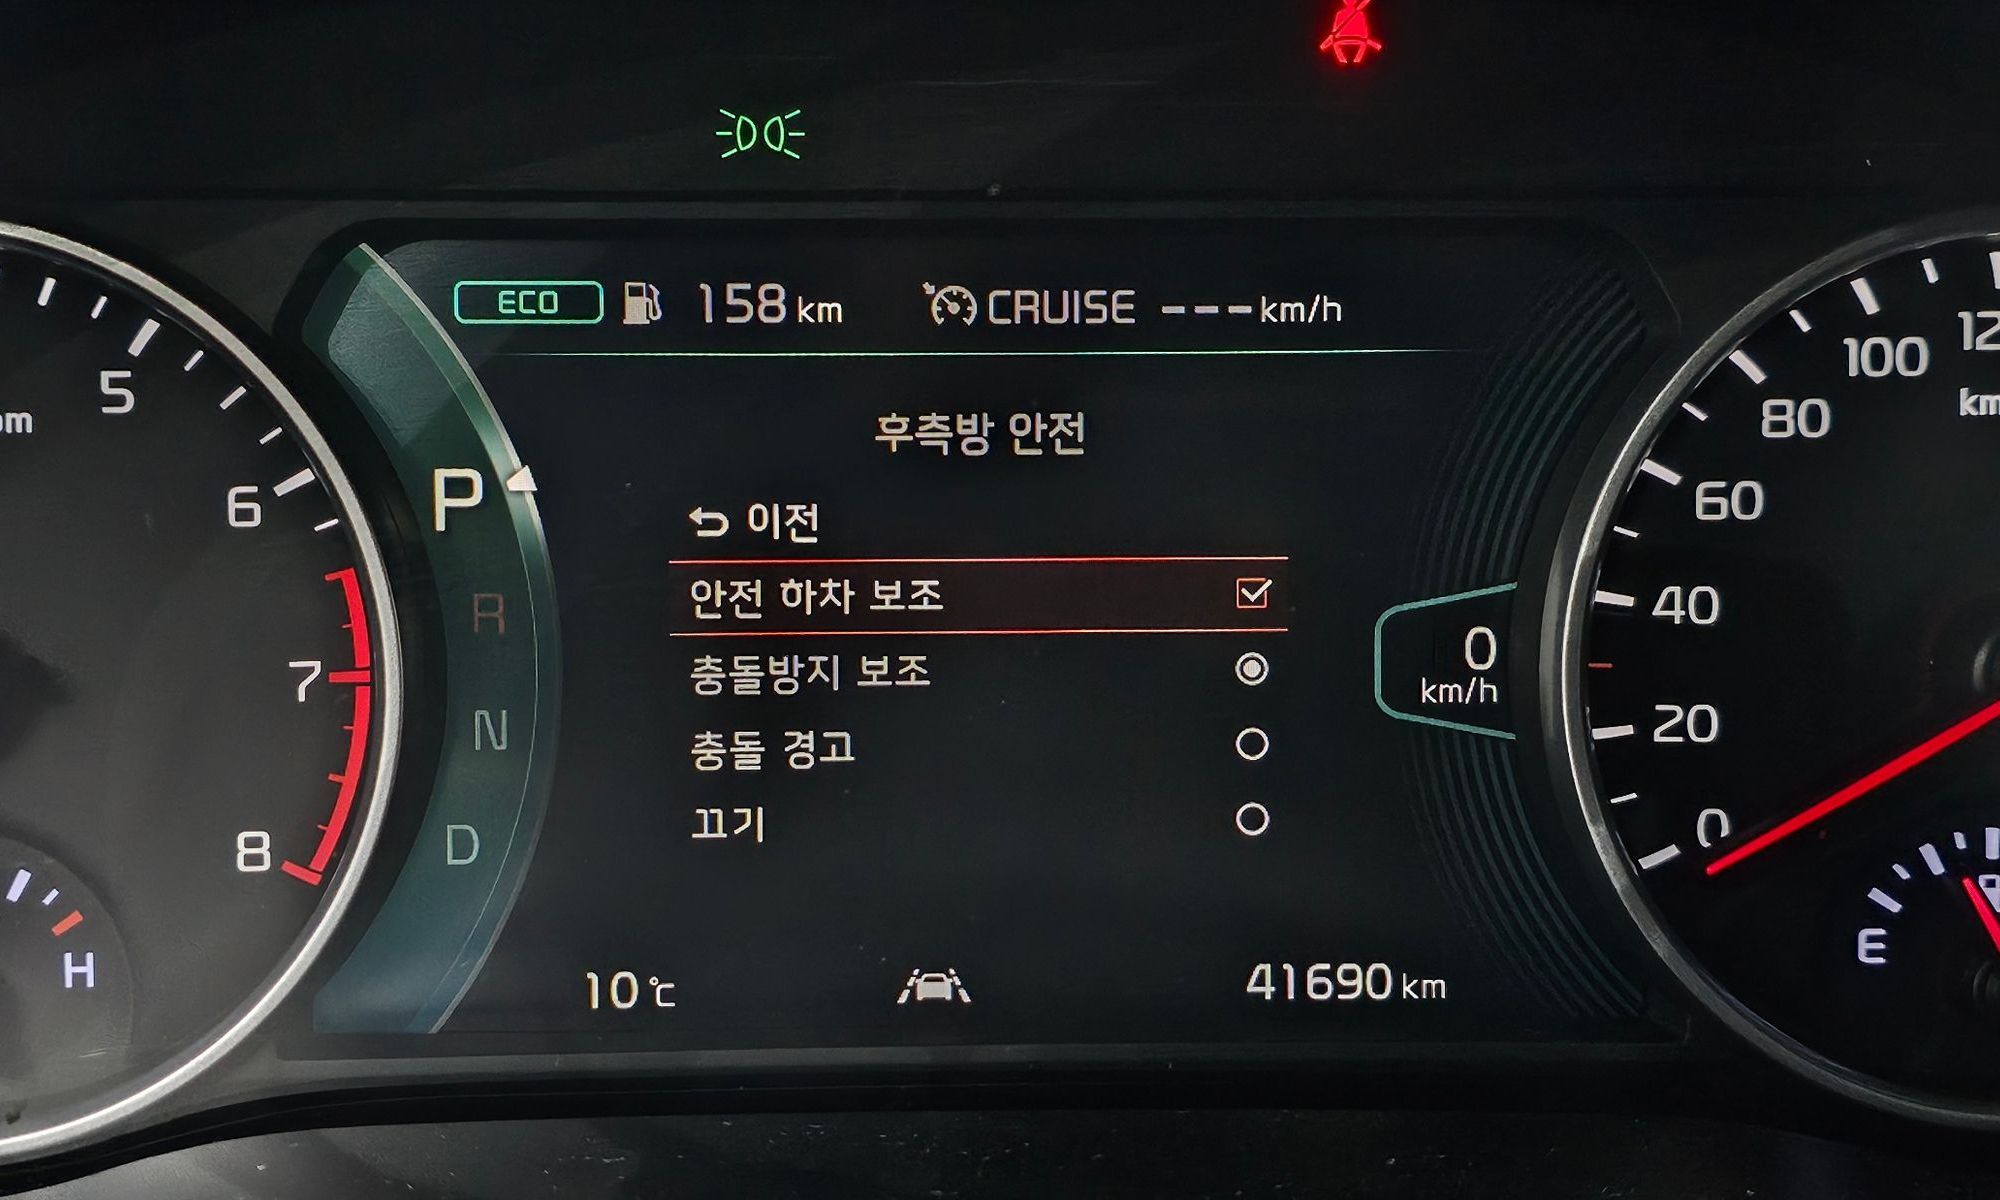 ECO 158 km CRUISE ---km/h
후측방 안전
이전
안전 하차 보조
충돌방지 보조
충돌 경고
끄기
P
R
N
D
0
km/h
10 ℃ 41690 km
5
6
7
8
H
100
80
60
40
20
0
E